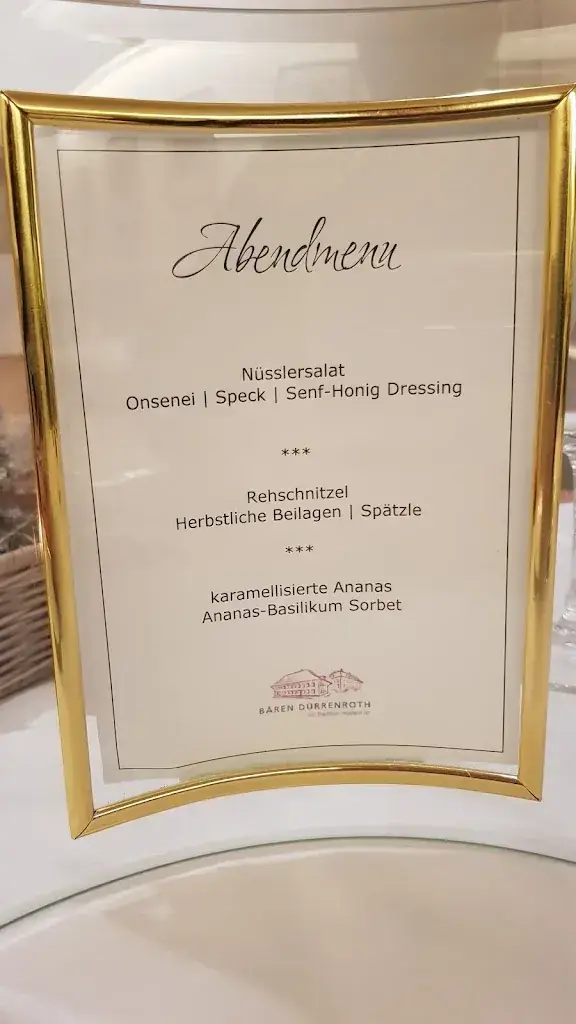 Abendmenu
Nüsslersalat
Onsenei | Speck | Senf-Honig Dressing
***
Rehschnitzel
Herbstliche Beilagen | Spätzle
***
karamellisierte Ananas
Ananas-Basilikum Sorbet
BÄREN DÜRRENROTH